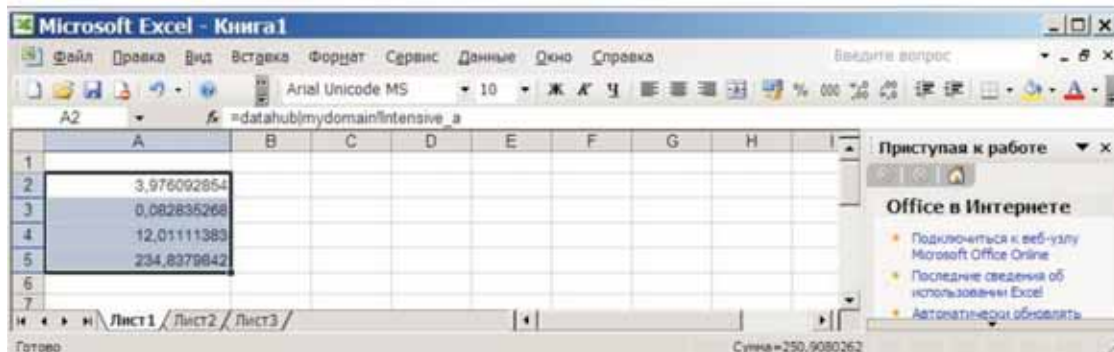 Microsoft Excel - Книга1
Файл Правка Вид Вставка Формат Сервис Данные Окно Справка Введите вопрос
Arial Unicode MS 10 Ж К Ч % 000
A2 fx =datahub|mydomain!Intensive_a
A B C D E F G H I
1
2 3,976092854
3 0,082835268
4 12,01111383
5 234,8379842
6
7
Лист1 / Лист2 / Лист3 /
Готово Сумма=250,9080262
Приступая к работе
Office в Интернете
Подключиться к веб-узлу
Microsoft Office Online
Последние сведения об
использовании Excel
Автоматически обновлять